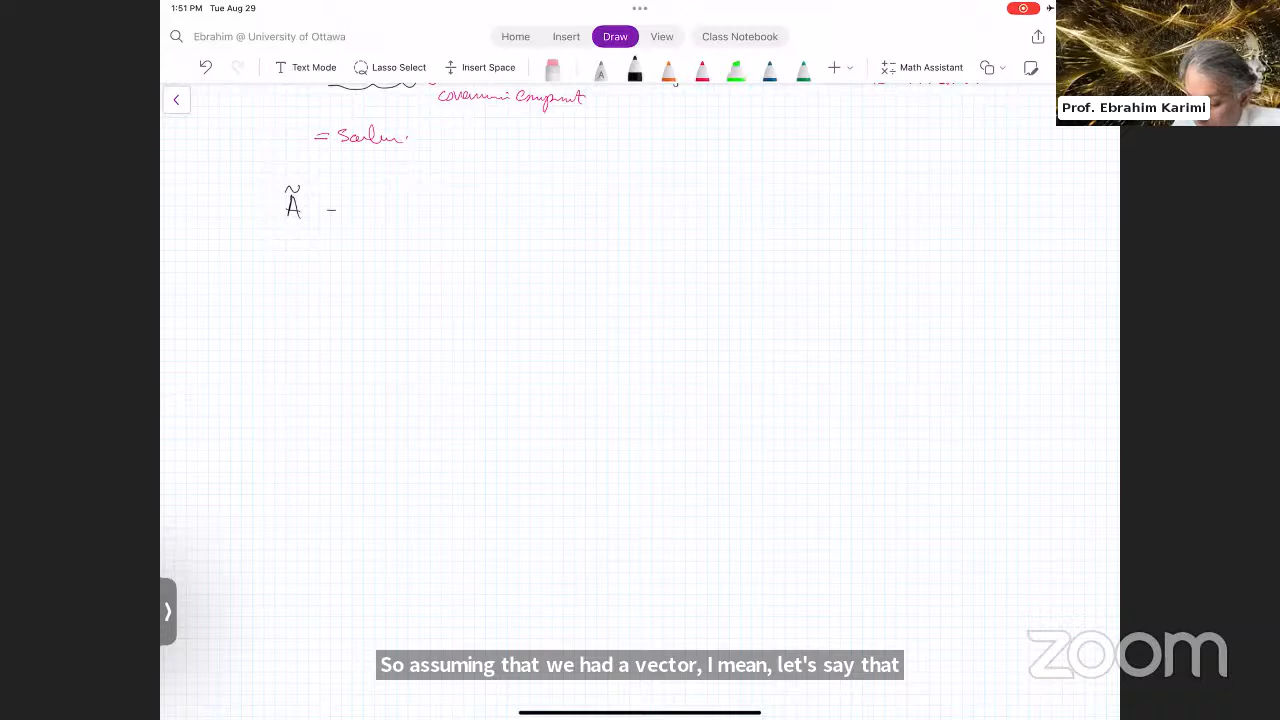 1:51 PM Tue Aug 29
Ebrahim @ University of Ottawa
Home Insert Draw View Class Notebook
Text Mode Lasso Select Insert Space Math Assistant
= Scalar
Ã -
Prof. Ebrahim Karimi
So assuming that we had a vector, I mean, let's say that
zoom